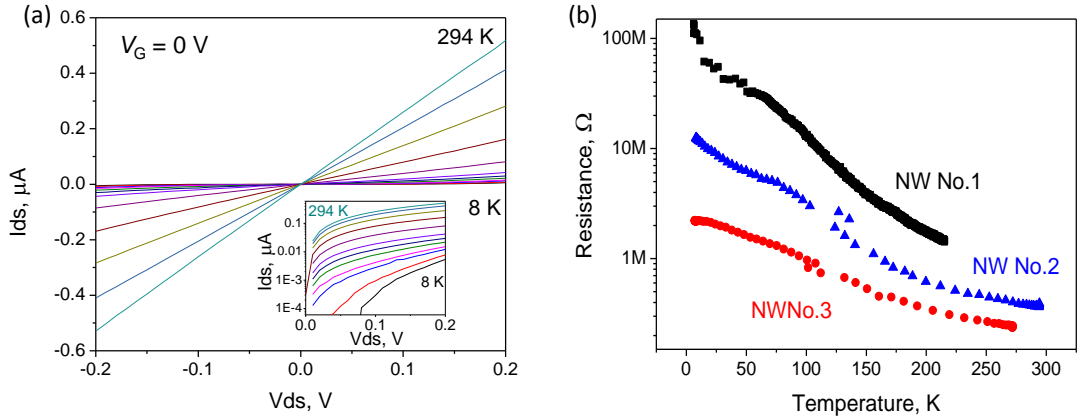 (a)
V_G = 0 V
294 K
8 K
0.6
0.4
0.2
0.0
-0.2
-0.4
-0.6
Ids, µA
-0.2
-0.1
0.0
0.1
0.2
Vds, V
294 K
8 K
0.1
0.01
1E-3
1E-4
Ids, µA
0.0
0.1
0.2
Vds, V
(b)
100M
10M
1M
Resistance, Ω
NW No.1
NW No.2
NWNo.3
0
50
100
150
200
250
300
Temperature, K